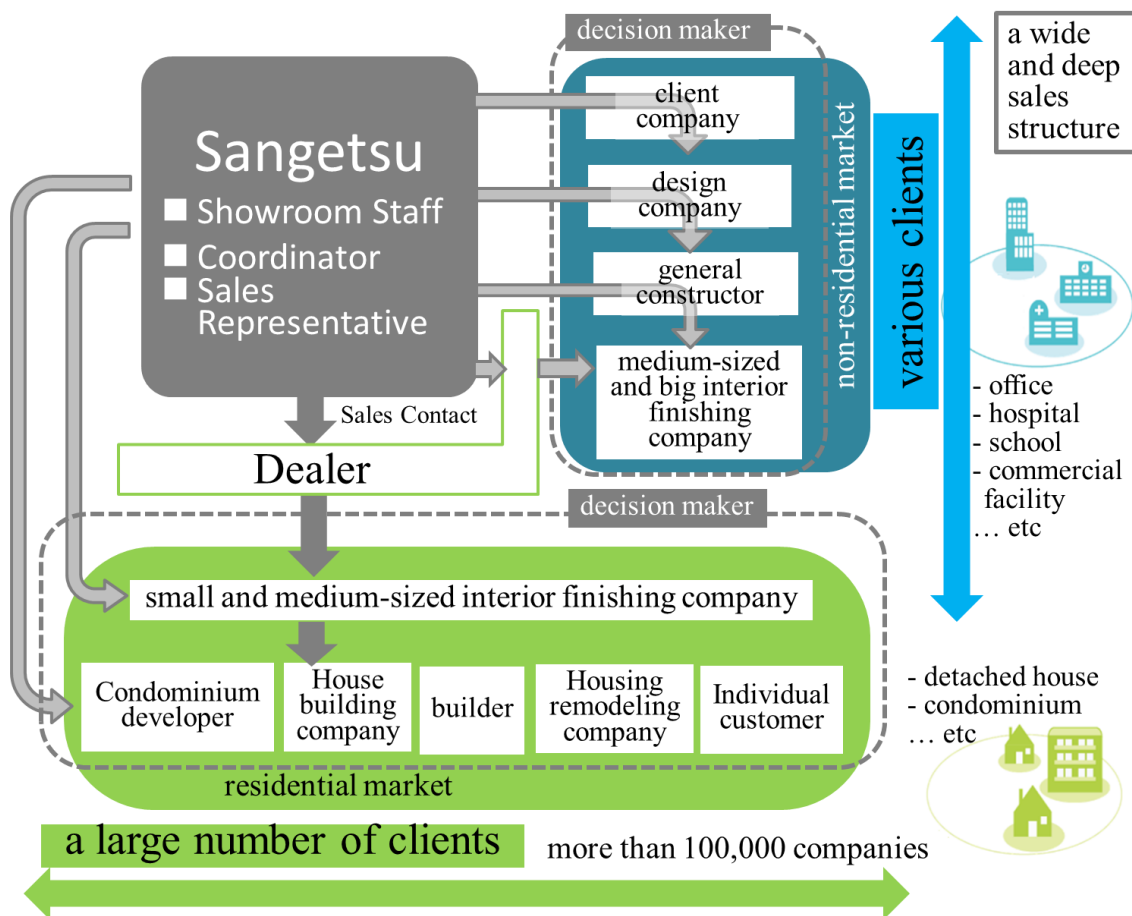 decision maker
a wide
and deep
sales
structure
Sangetsu
Showroom Staff
Coordinator
Sales
Representative
client
company
design
company
general
constructor
medium-sized
and big interior
finishing
company
non-residential market
various clients
- office
- hospital
- school
- commercial
facility
... etc
Sales Contact
Dealer
decision maker
small and medium-sized interior finishing company
Condominium
developer
House
building
company
builder
Housing
remodeling
company
Individual
customer
residential market
- detached house
- condominium
... etc
a large number of clients
more than 100,000 companies